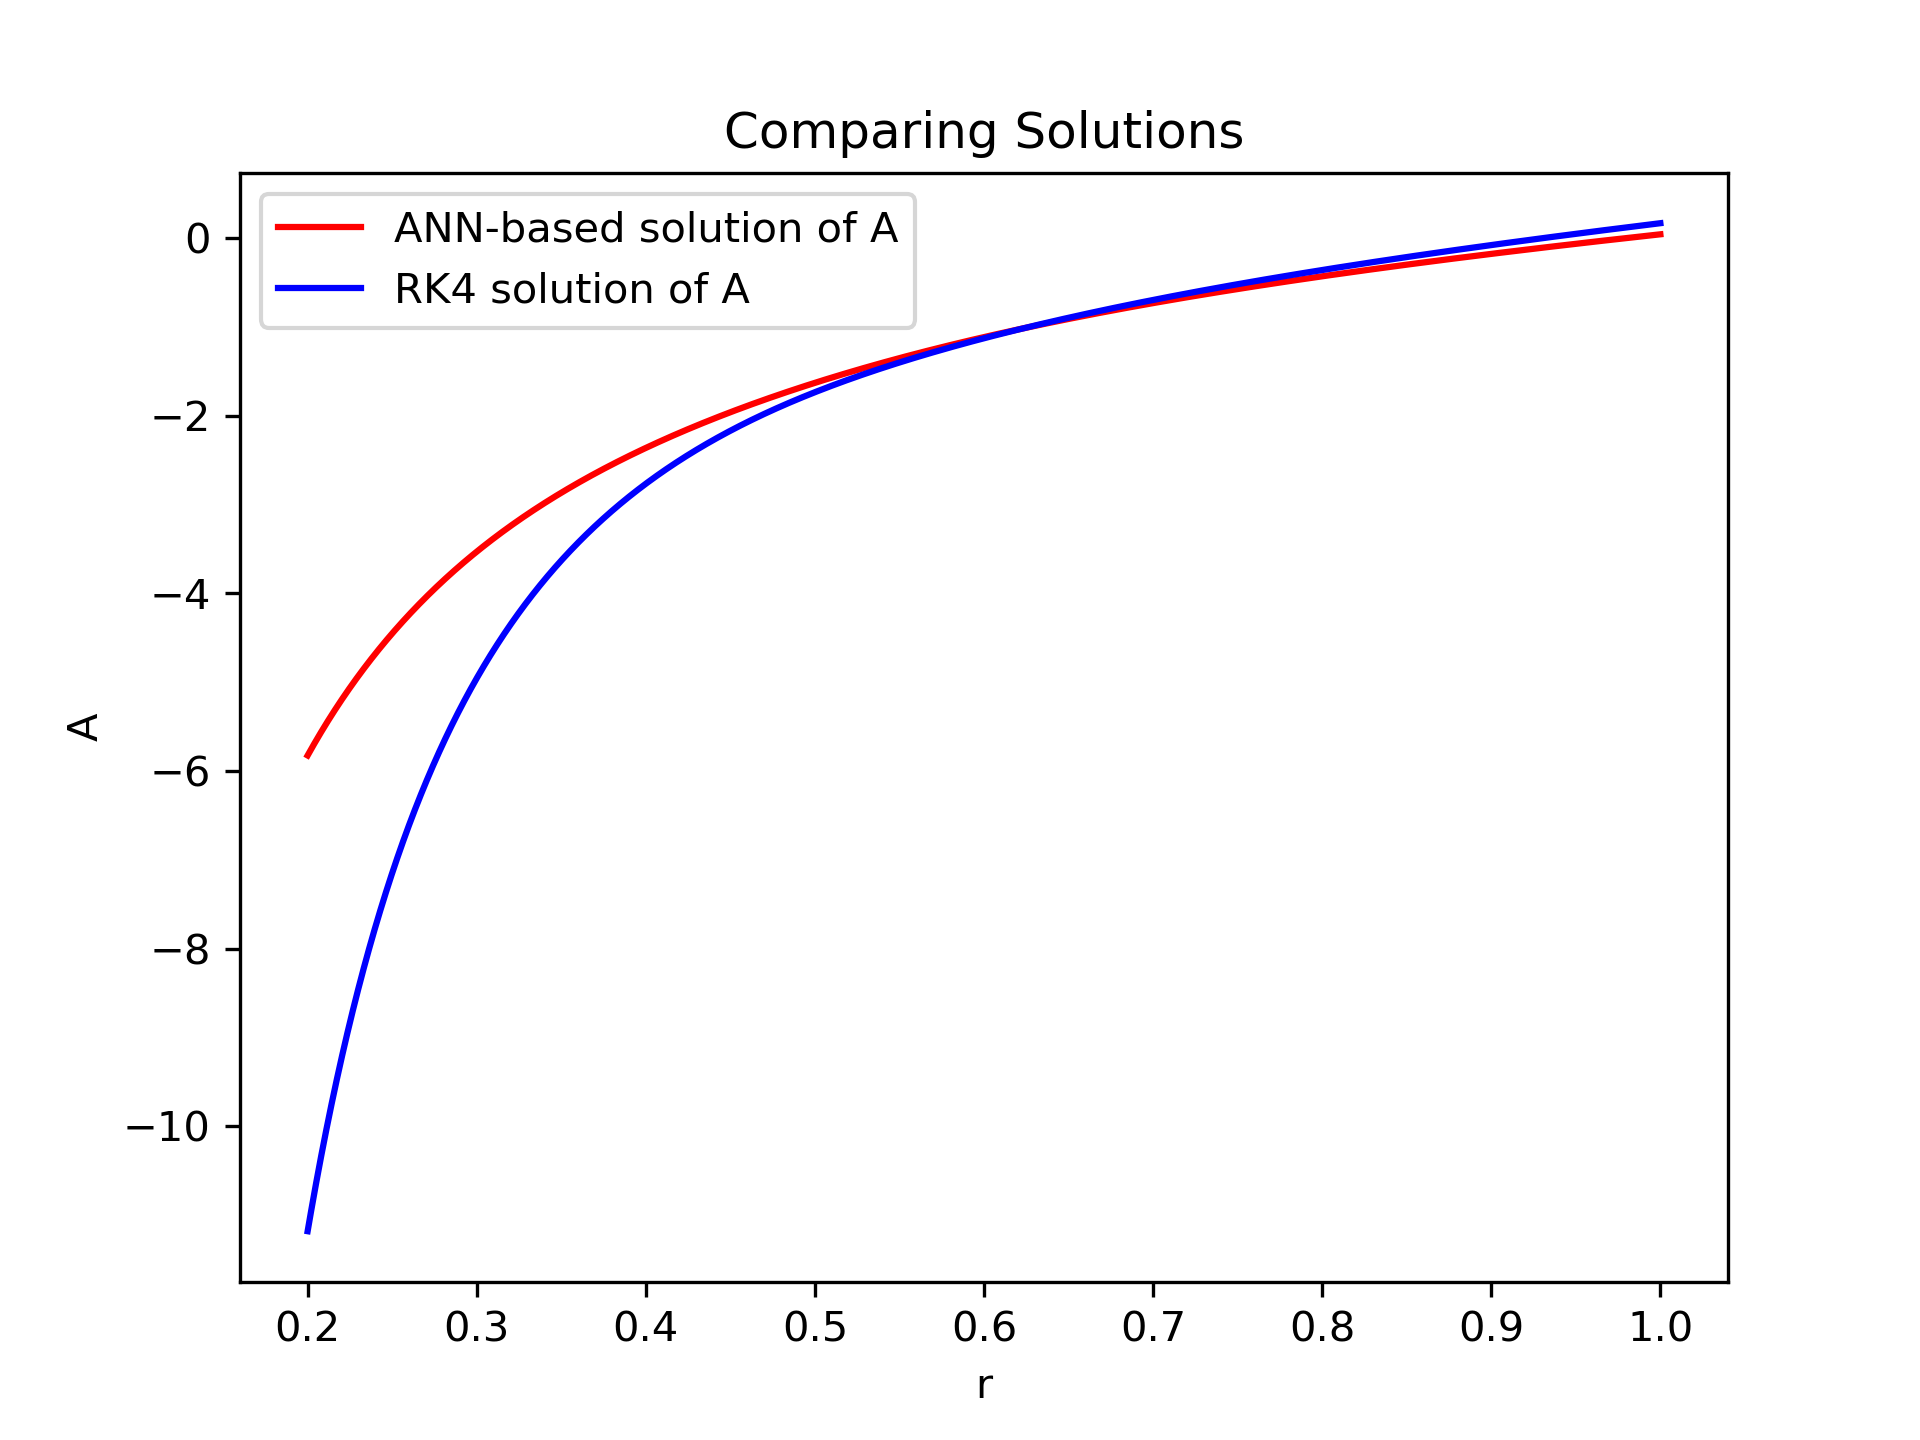 Comparing Solutions
ANN-based solution of A
RK4 solution of A
0
−2
−4
−6
−8
−10
A
0.2 0.3 0.4 0.5 0.6 0.7 0.8 0.9 1.0
r